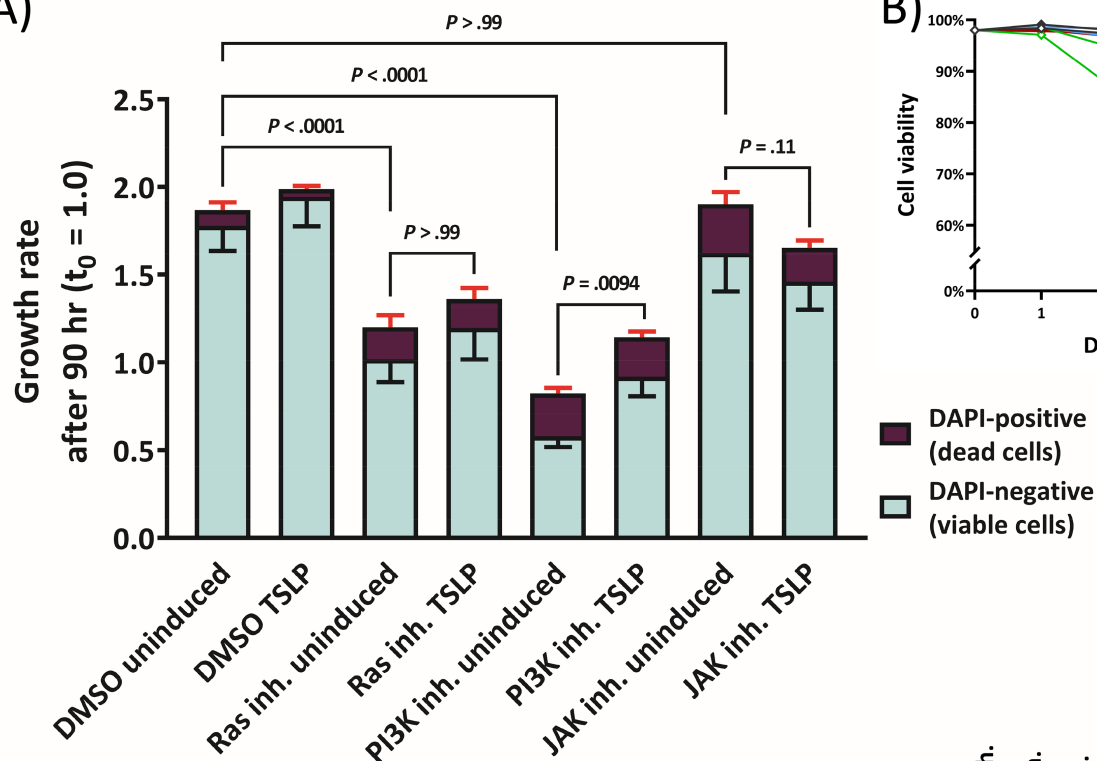 A)
P > .99
P < .0001
P < .0001
P > .99
P = .0094
P = .11
Growth rate
after 90 hr (t0 = 1.0)
2.5
2.0
1.5
1.0
0.5
0.0
DMSO uninduced
DMSO TSLP
Ras inh. uninduced
Ras inh. TSLP
PI3K inh. uninduced
PI3K inh. TSLP
JAK inh. uninduced
JAK inh. TSLP
B)
Cell viability
100%
90%
80%
70%
60%
0%
0
1
D
DAPI-positive
(dead cells)
DAPI-negative
(viable cells)